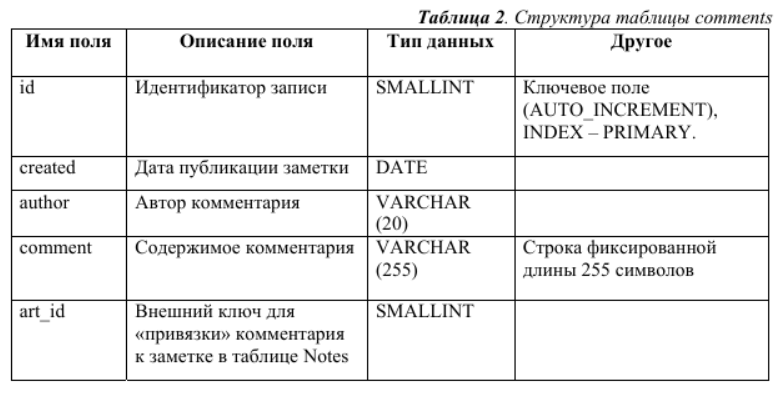 Таблица 2. Структура таблицы comments
Имя поля Описание поля Тип данных Другое
id Идентификатор записи SMALLINT Ключевое поле
(AUTO_INCREMENT),
INDEX – PRIMARY.
created Дата публикации заметки DATE
author Автор комментария VARCHAR
(20)
comment Содержимое комментария VARCHAR Строка фиксированной
(255) длины 255 символов
art_id Внешний ключ для SMALLINT
«привязки» комментария
к заметке в таблице Notes